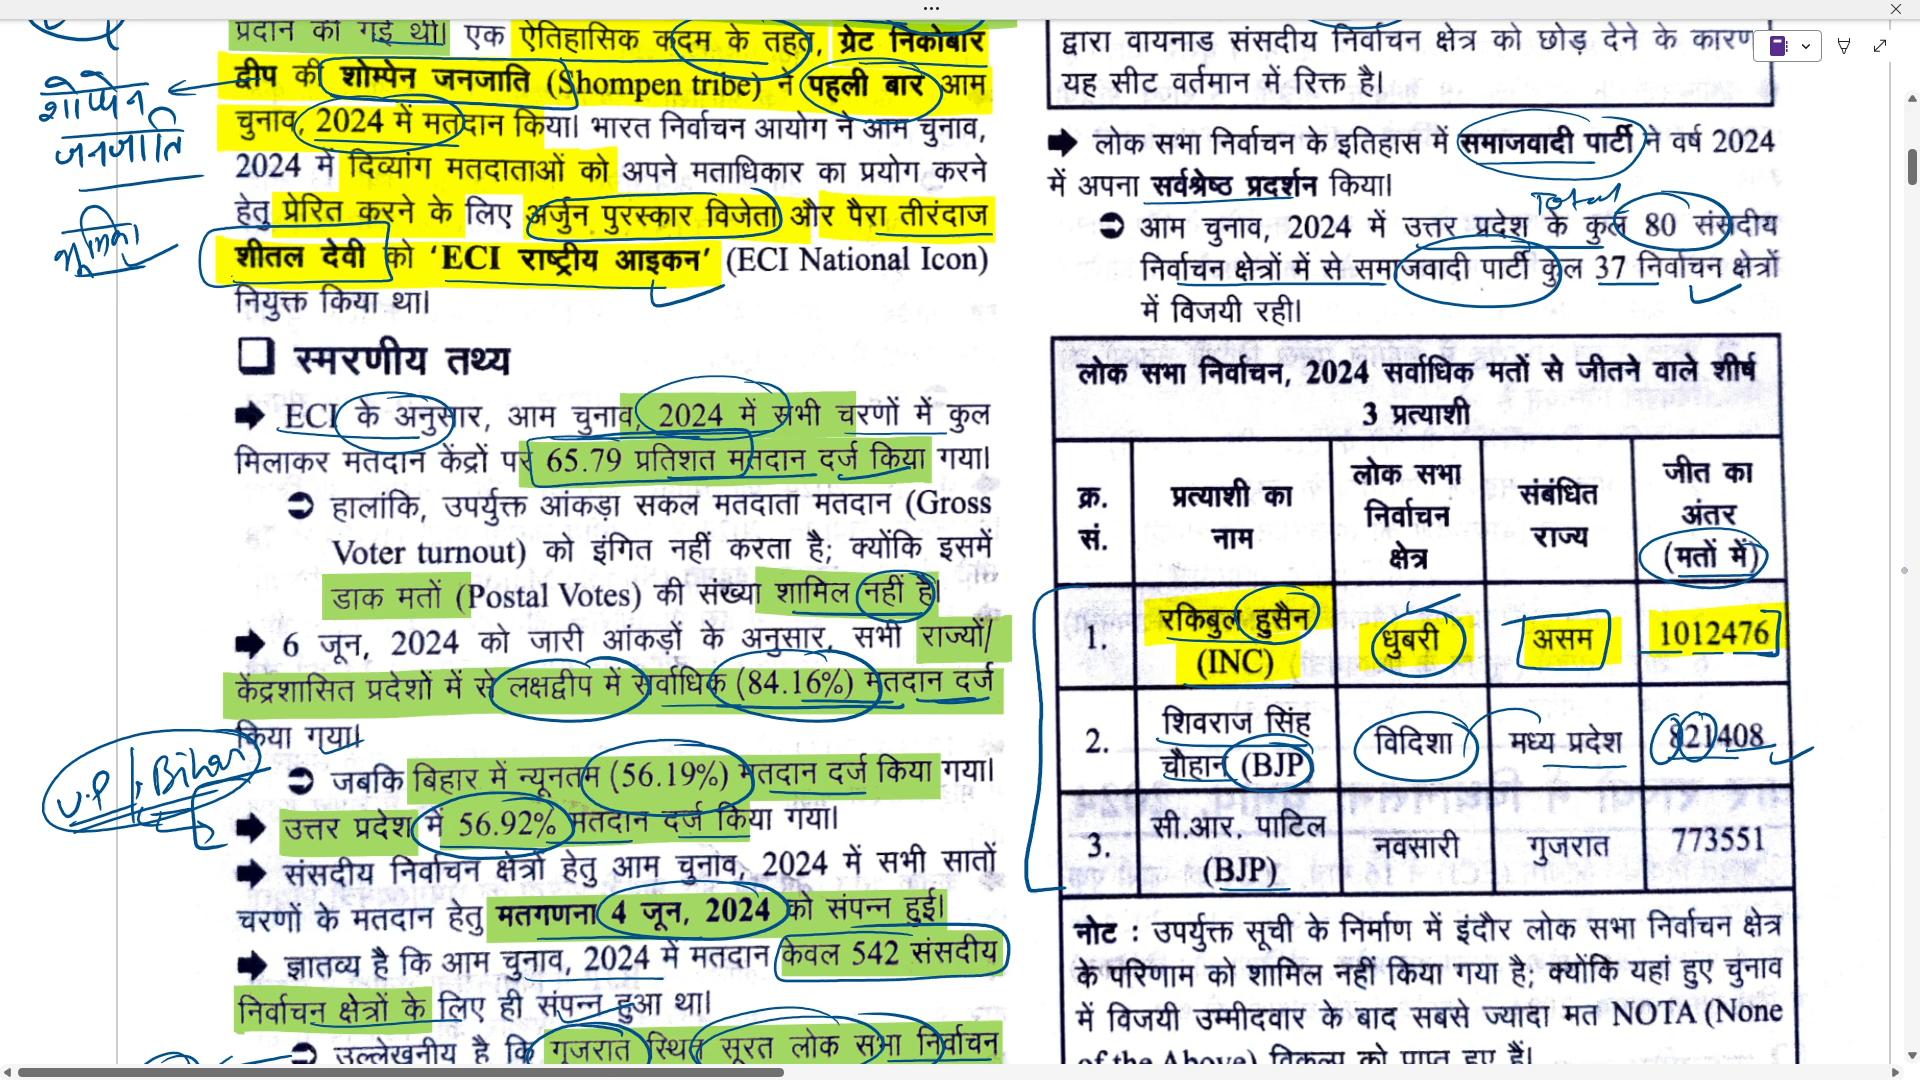 प्रदान की गई थी। एक ऐतिहासिक कदम के तहत, ग्रेट निकोबार
द्वीप की शोम्पेन जनजाति (Shompen tribe) ने पहली बार आम
चुनाव, 2024 में मतदान किया। भारत निर्वाचन आयोग ने आम चुनाव,
2024 में दिव्यांग मतदाताओं को अपने मताधिकार का प्रयोग करने
हेतु प्रेरित करने के लिए अर्जुन पुरस्कार विजेता और पैरा तीरंदाज
शीतल देवी को ‘ECI राष्ट्रीय आइकन’ (ECI National Icon)
नियुक्त किया था।
शोम्पेन
जनजाति
स्मरणीय तथ्य
ECI के अनुसार, आम चुनाव, 2024 में सभी चरणों में कुल
मिलाकर मतदान केंद्रों पर 65.79 प्रतिशत मतदान दर्ज किया गया।
हालांकि, उपर्युक्त आंकड़ा सकल मतदाता मतदान (Gross
Voter turnout) को इंगित नहीं करता है; क्योंकि इसमें
डाक मतों (Postal Votes) की संख्या शामिल नहीं है।
6 जून, 2024 को जारी आंकड़ों के अनुसार, सभी राज्यों/
केंद्रशासित प्रदेशों में से लक्षद्वीप में सर्वाधिक (84.16%) मतदान दर्ज
किया गया।
U.P / Bihar
जबकि बिहार में न्यूनतम (56.19%) मतदान दर्ज किया गया।
उत्तर प्रदेश में 56.92% मतदान दर्ज किया गया।
संसदीय निर्वाचन क्षेत्रों हेतु आम चुनाव, 2024 में सभी सातों
चरणों के मतदान हेतु मतगणना 4 जून, 2024 को संपन्न हुई।
ज्ञातव्य है कि आम चुनाव, 2024 में मतदान केवल 542 संसदीय
निर्वाचन क्षेत्रों के लिए ही संपन्न हुआ था।
उल्लेखनीय है कि गुजरात स्थित सूरत लोक सभा निर्वाचन
द्वारा वायनाड संसदीय निर्वाचन क्षेत्र को छोड़ देने के कारण
यह सीट वर्तमान में रिक्त है।
लोक सभा निर्वाचन के इतिहास में समाजवादी पार्टी ने वर्ष 2024
में अपना सर्वश्रेष्ठ प्रदर्शन किया।
Total
आम चुनाव, 2024 में उत्तर प्रदेश के कुल 80 संसदीय
निर्वाचन क्षेत्रों में से समाजवादी पार्टी कुल 37 निर्वाचन क्षेत्रों
में विजयी रही।
लोक सभा निर्वाचन, 2024 सर्वाधिक मतों से जीतने वाले शीर्ष
3 प्रत्याशी
क्र. सं. प्रत्याशी का नाम लोक सभा निर्वाचन क्षेत्र संबंधित राज्य जीत का अंतर (मतों में)
1. रकिबुल हुसैन (INC) धुबरी असम 1012476
2. शिवराज सिंह चौहान (BJP) विदिशा मध्य प्रदेश 821408
3. सी.आर. पाटिल (BJP) नवसारी गुजरात 773551
नोट : उपर्युक्त सूची के निर्माण में इंदौर लोक सभा निर्वाचन क्षेत्र
के परिणाम को शामिल नहीं किया गया है; क्योंकि यहां हुए चुनाव
में विजयी उम्मीदवार के बाद सबसे ज्यादा मत NOTA (None
of the Above) विकल्प को प्राप्त हुए हैं।